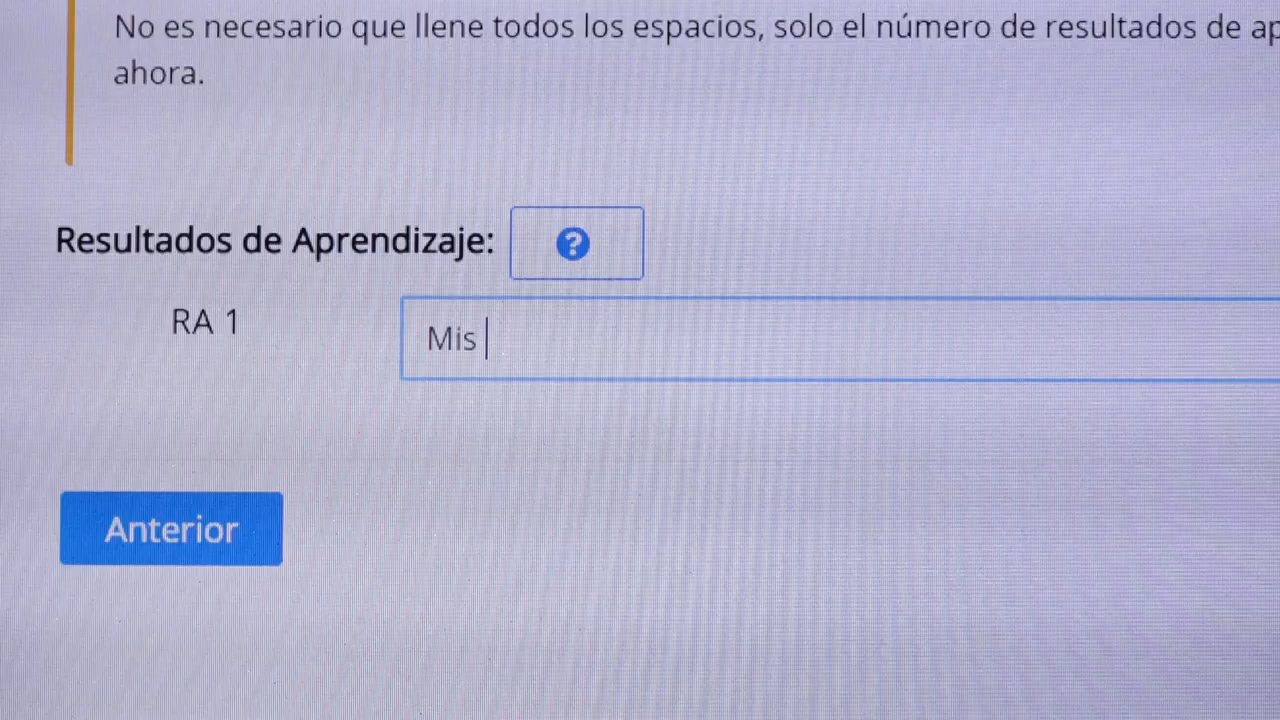 No es necesario que llene todos los espacios, solo el número de resultados de
ahora.
Resultados de Aprendizaje:
?
RA 1
Mis
Anterior